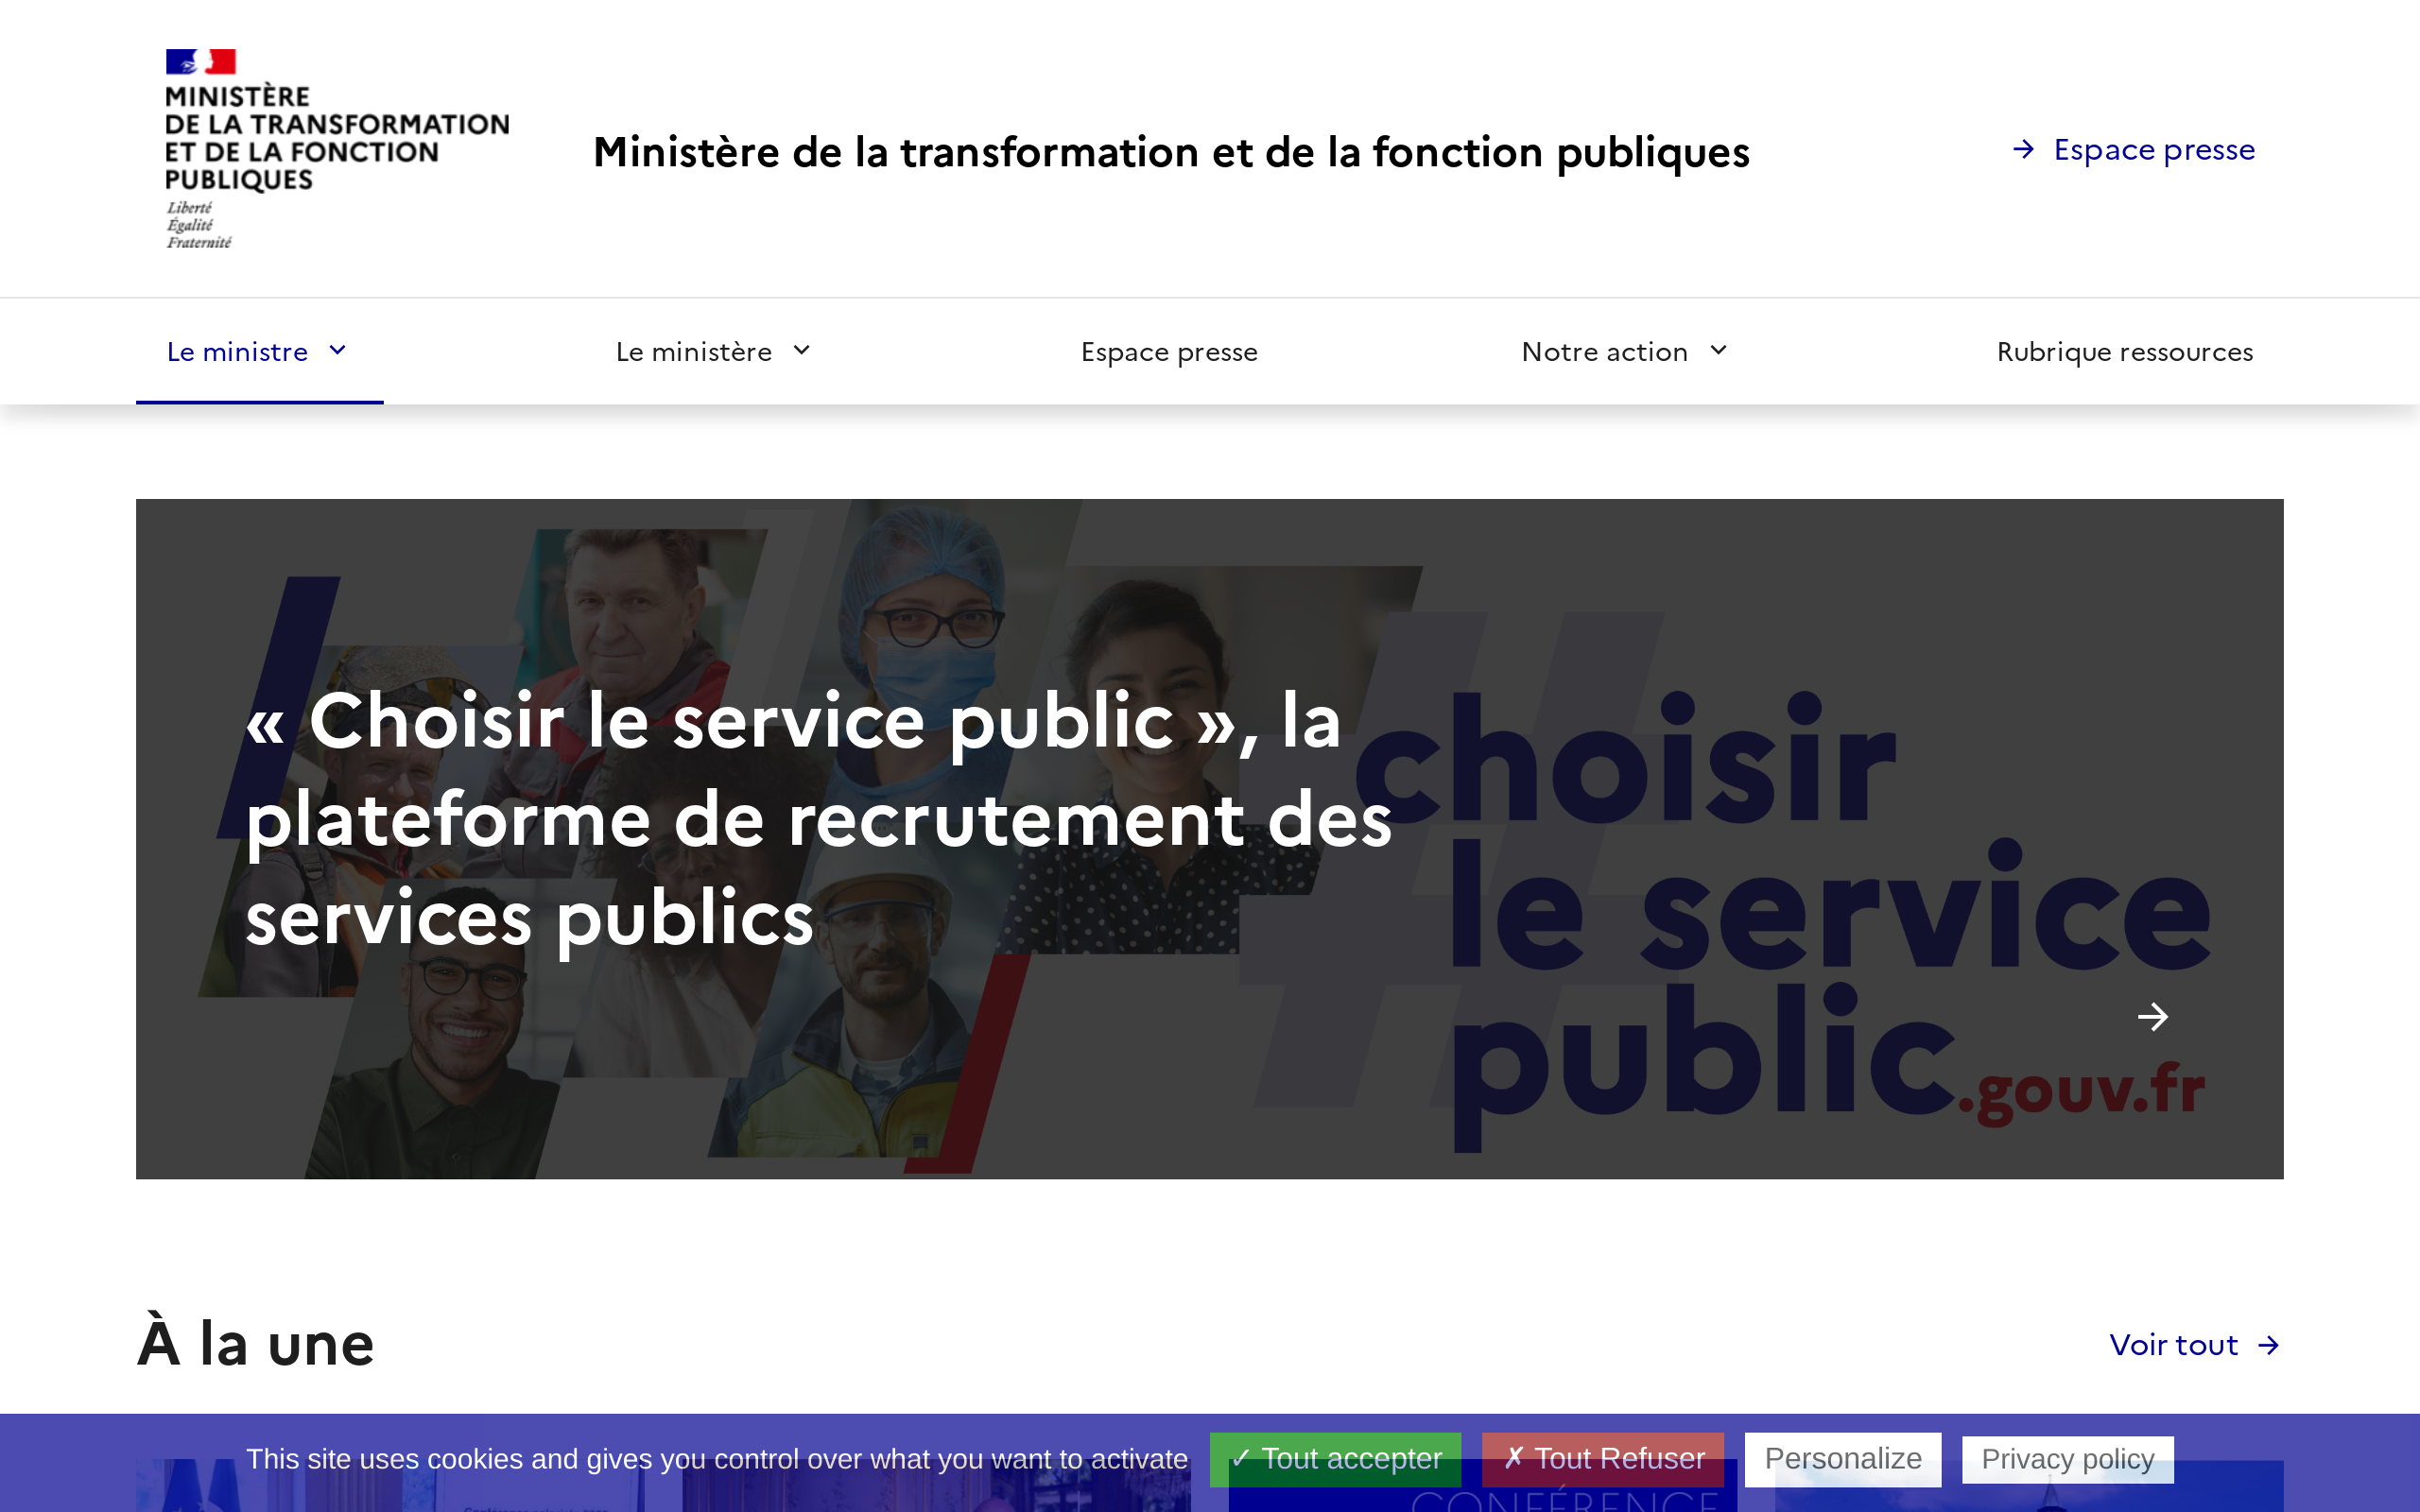 MINISTÈRE
DE LA TRANSFORMATION
ET DE LA FONCTION
PUBLIQUES
Liberté
Égalité
Fraternité
Ministère de la transformation et de la fonction publiques
Espace presse
Le ministre
Le ministère
Espace presse
Notre action
Rubrique ressources
« Choisir le service public », la
plateforme de recrutement des
services publics
choisir
le service
public.gouv.fr
À la une
Voir tout
This site uses cookies and gives you control over what you want to activate
✓ Tout accepter
✗ Tout Refuser
Personalize
Privacy policy
CONFÉRENCE